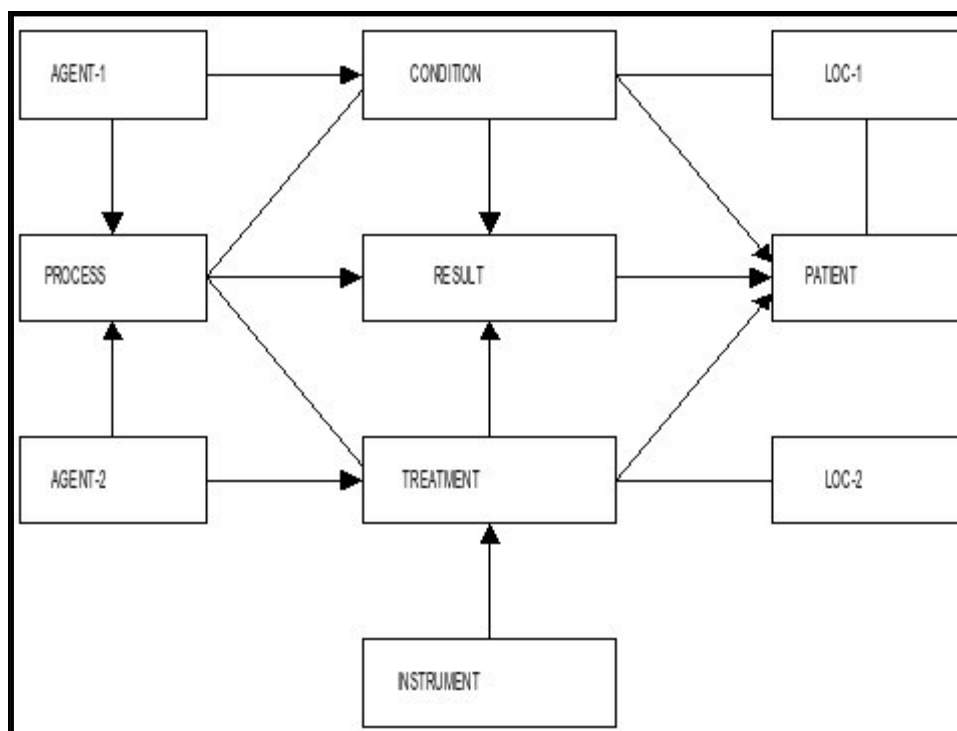 AGENT-1
CONDITION
LOC-1
PROCESS
RESULT
PATIENT
AGENT-2
TREATMENT
LOC-2
INSTRUMENT